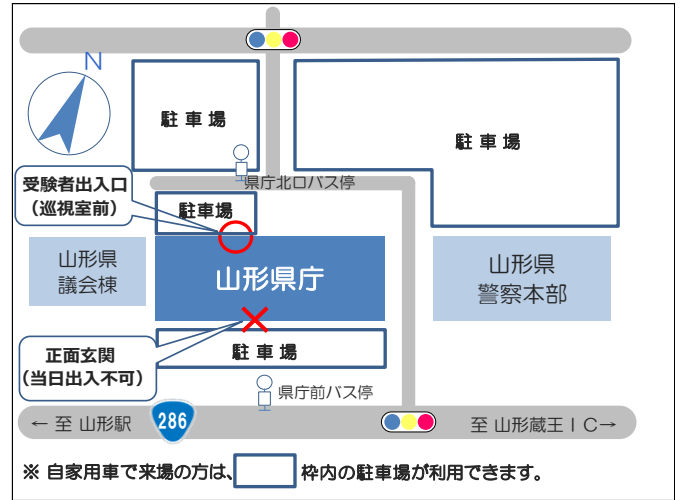 N
駐車場
駐車場
県庁北口バス停
受験者出入口
（巡視室前）
駐車場
山形県
議会棟
山形県庁
山形県
警察本部
正面玄関
（当日出入不可）
駐車場
県庁前バス停
← 至 山形駅
286
至 山形蔵王ＩＣ→
※ 自家用車で来場の方は、 枠内の駐車場が利用できます。